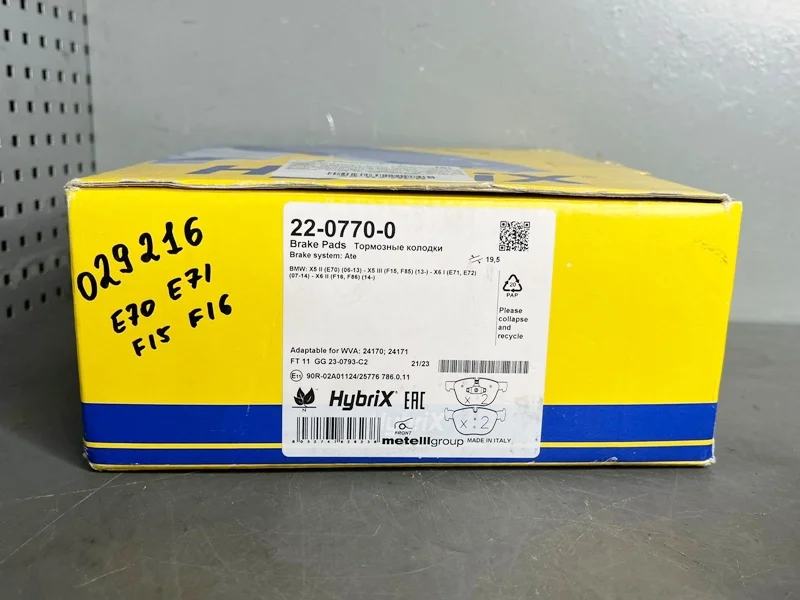 H IX
029216
E70 E71
F15 F16
22-0770-0
Brake Pads Тормозные колодки
Brake system: Ate
19,5
BMW: X5 II (E70) (06-13) - X5 III (F15, F85) (13-) - X6 I (E71, E72)
(07-14) - X6 II (F16, F86) (14-)
20
PAP
Please
collapse
and
recycle
Adaptable for WVA: 24170; 24171
FT 11 GG 23-0793-C2
21/23
E11 90R-02A01124/25776 786.0.11
N
HybriX EAC
x 2
x 2
FRONT
metelligroup MADE IN ITALY